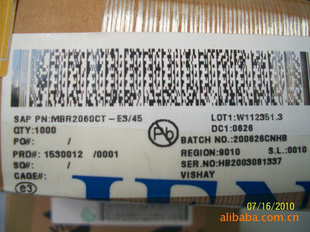 SAP PN:MBR2060CT-E3/45 LOT1:W112351.3
QTY:1000 DC1:0626
PO#:/ Pb BATCH NO.:200626CNHB
PRD#:1530012 /0001 REGION:9010 S.L.:0010
SO#:/ SER.NO:HB2003081337
CAGE#: VISHAY
e3
07/16/2010
alibaba.com.cn